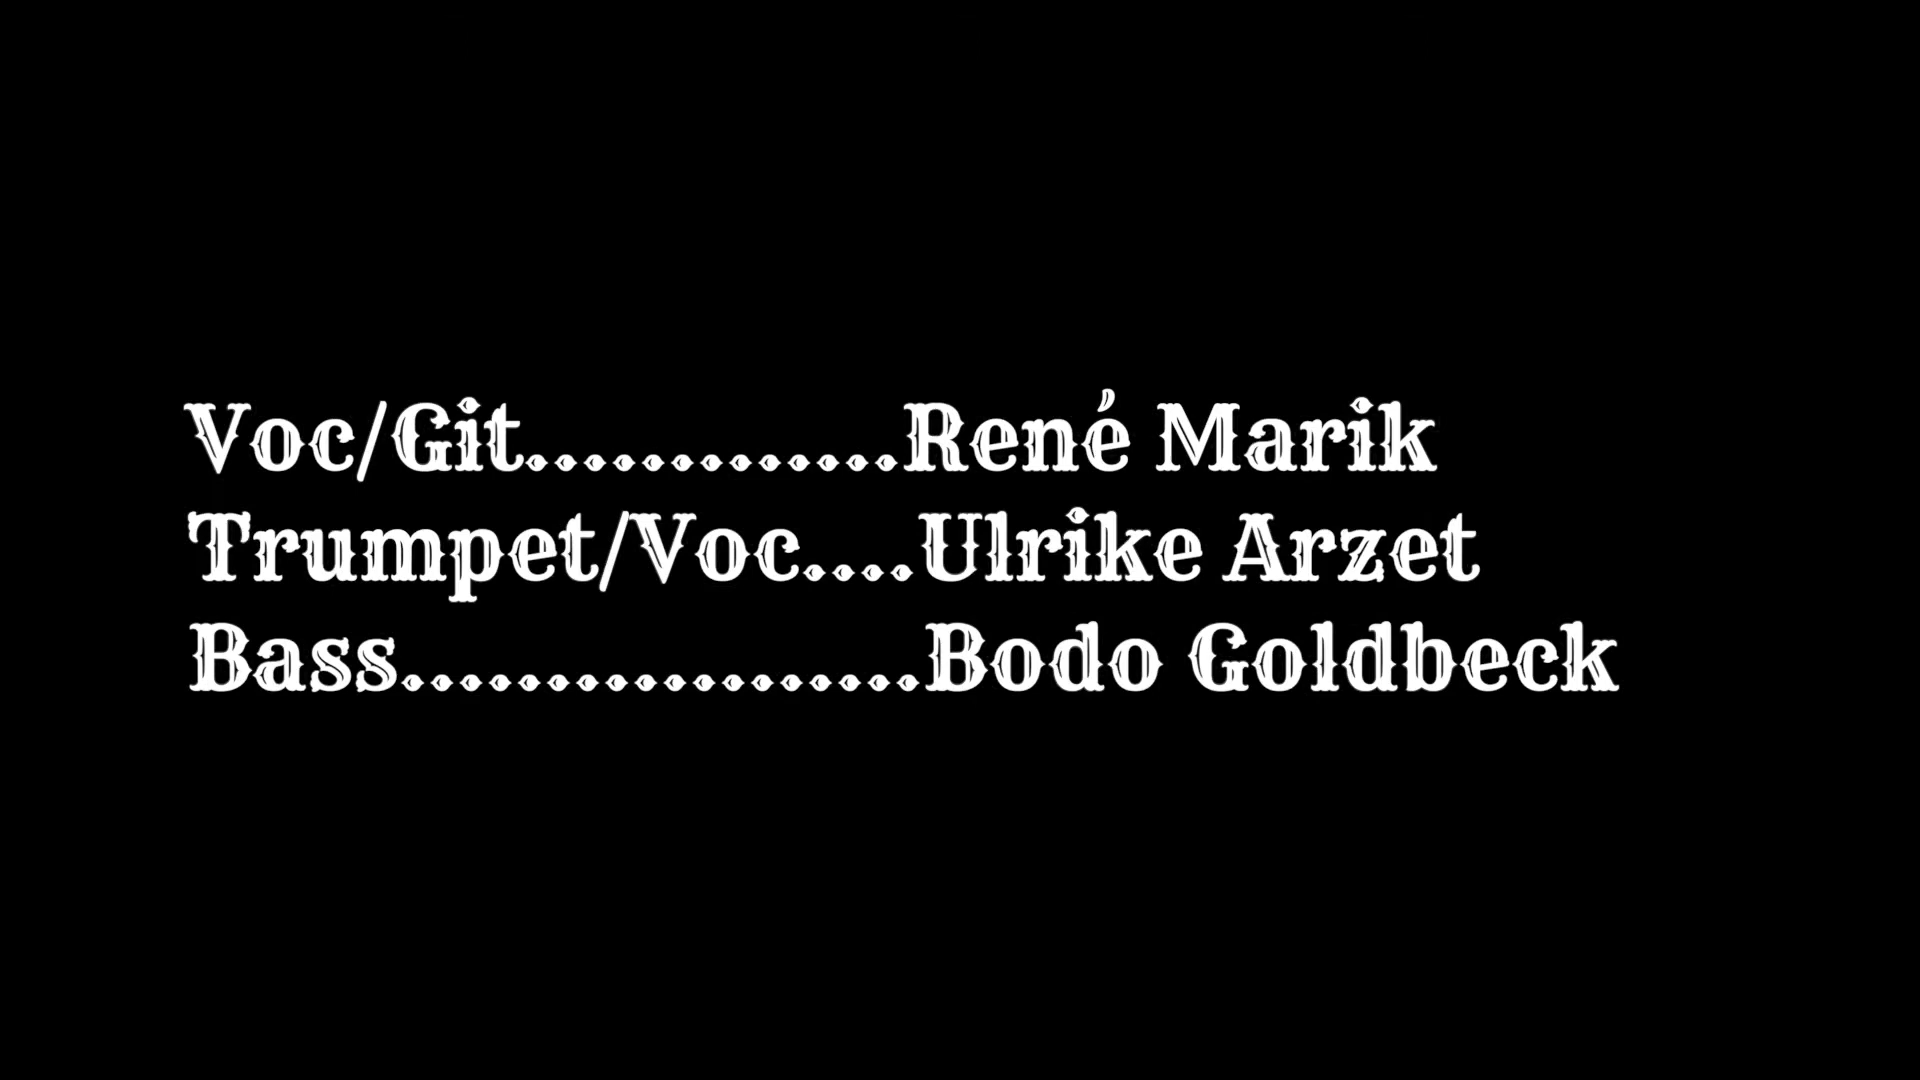 Voc/Git.............René Marik
Trumpet/Voc....Ulrike Arzet
Bass..................Bodo Goldbeck